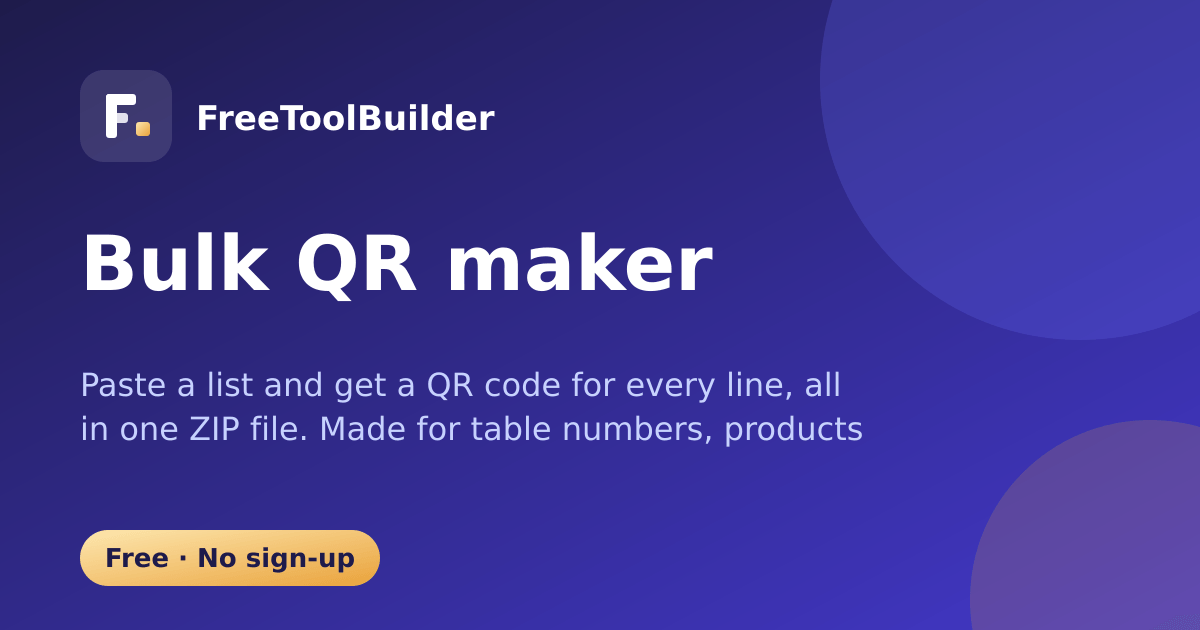 F.
FreeToolBuilder
Bulk QR maker
Paste a list and get a QR code for every line, all
in one ZIP file. Made for table numbers, products
Free · No sign-up